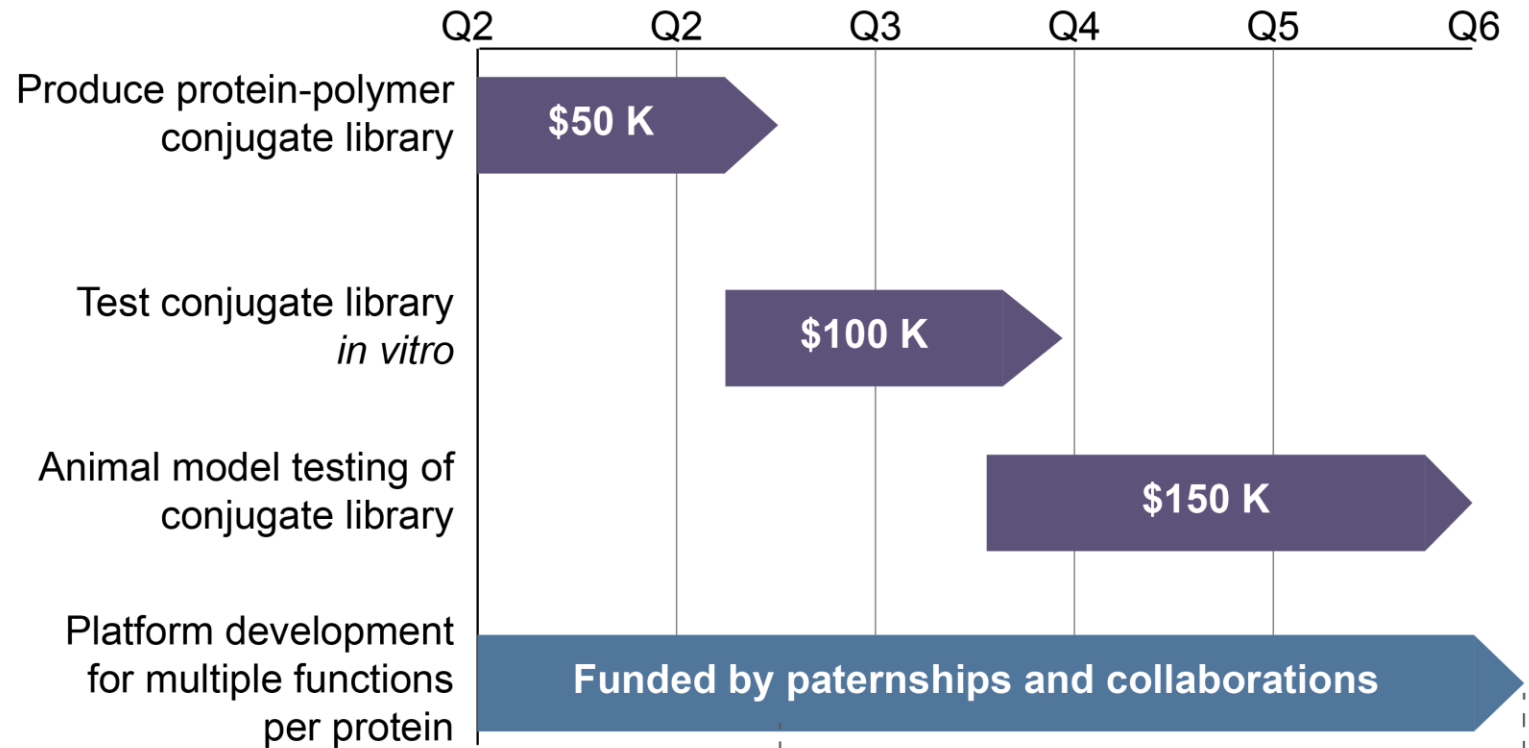 Q2 Q2 Q3 Q4 Q5 Q6
Produce protein-polymer
conjugate library
$50 K
Test conjugate library
in vitro
$100 K
Animal model testing of
conjugate library
$150 K
Platform development
for multiple functions
per protein
Funded by paternships and collaborations